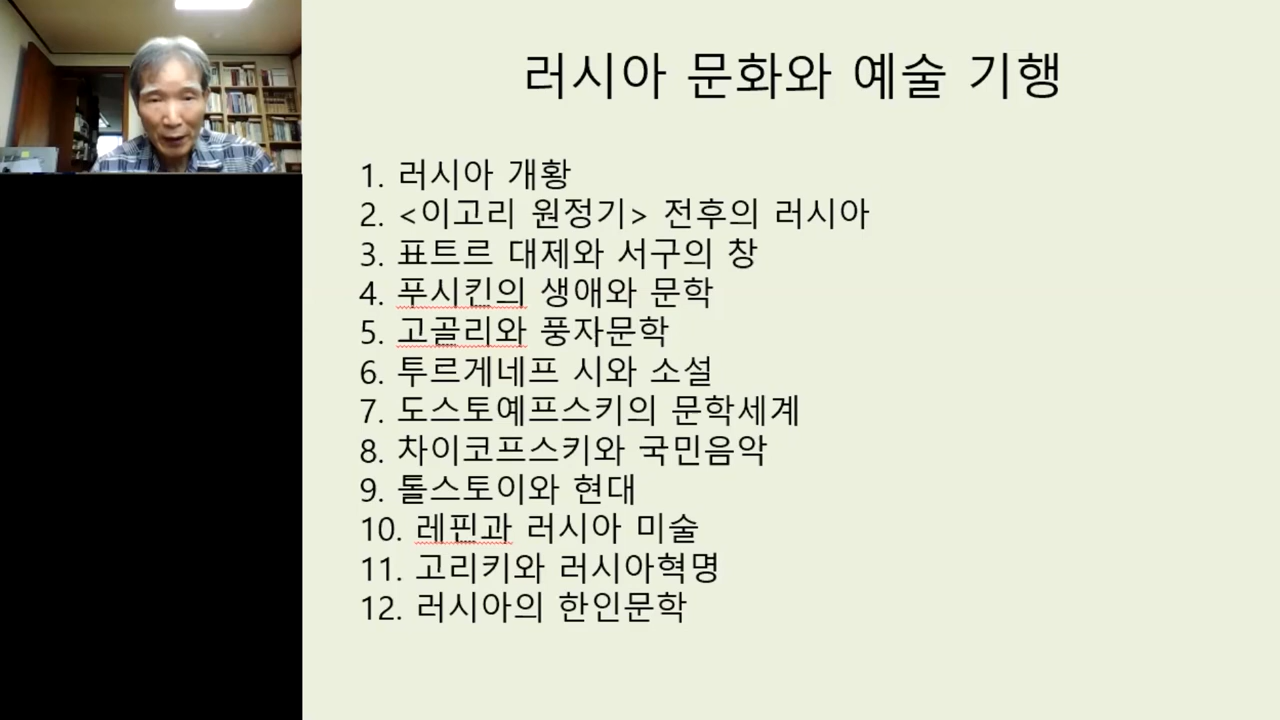 러시아 문화와 예술 기행
1. 러시아 개황
2. <이고리 원정기> 전후의 러시아
3. 표트르 대제와 서구의 창
4. 푸시킨의 생애와 문학
5. 고골리와 풍자문학
6. 투르게네프 시와 소설
7. 도스토예프스키의 문학세계
8. 차이코프스키와 국민음악
9. 톨스토이와 현대
10. 레핀과 러시아 미술
11. 고리키와 러시아혁명
12. 러시아의 한인문학